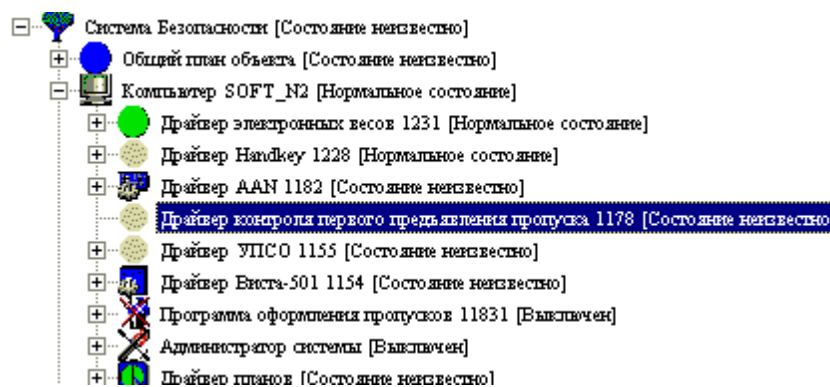 Система Безопасности [Состояние неизвестно]
Общий план объекта [Состояние неизвестно]
Компьютер SOFT_N2 [Нормальное состояние]
Драйвер электронных весов 1231 [Нормальное состояние]
Драйвер Handkey 1228 [Нормальное состояние]
Драйвер AAN 1182 [Состояние неизвестно]
Драйвер контроля первого предъявления пропуска 1178 [Состояние неизвестно
Драйвер УПСО 1155 [Состояние неизвестно]
Драйвер Виста-501 1154 [Состояние неизвестно]
Программа оформления пропусков 11831 [Выключен]
Администратор системы [Выключен]
Драйвер планов [Состояние неизвестно]